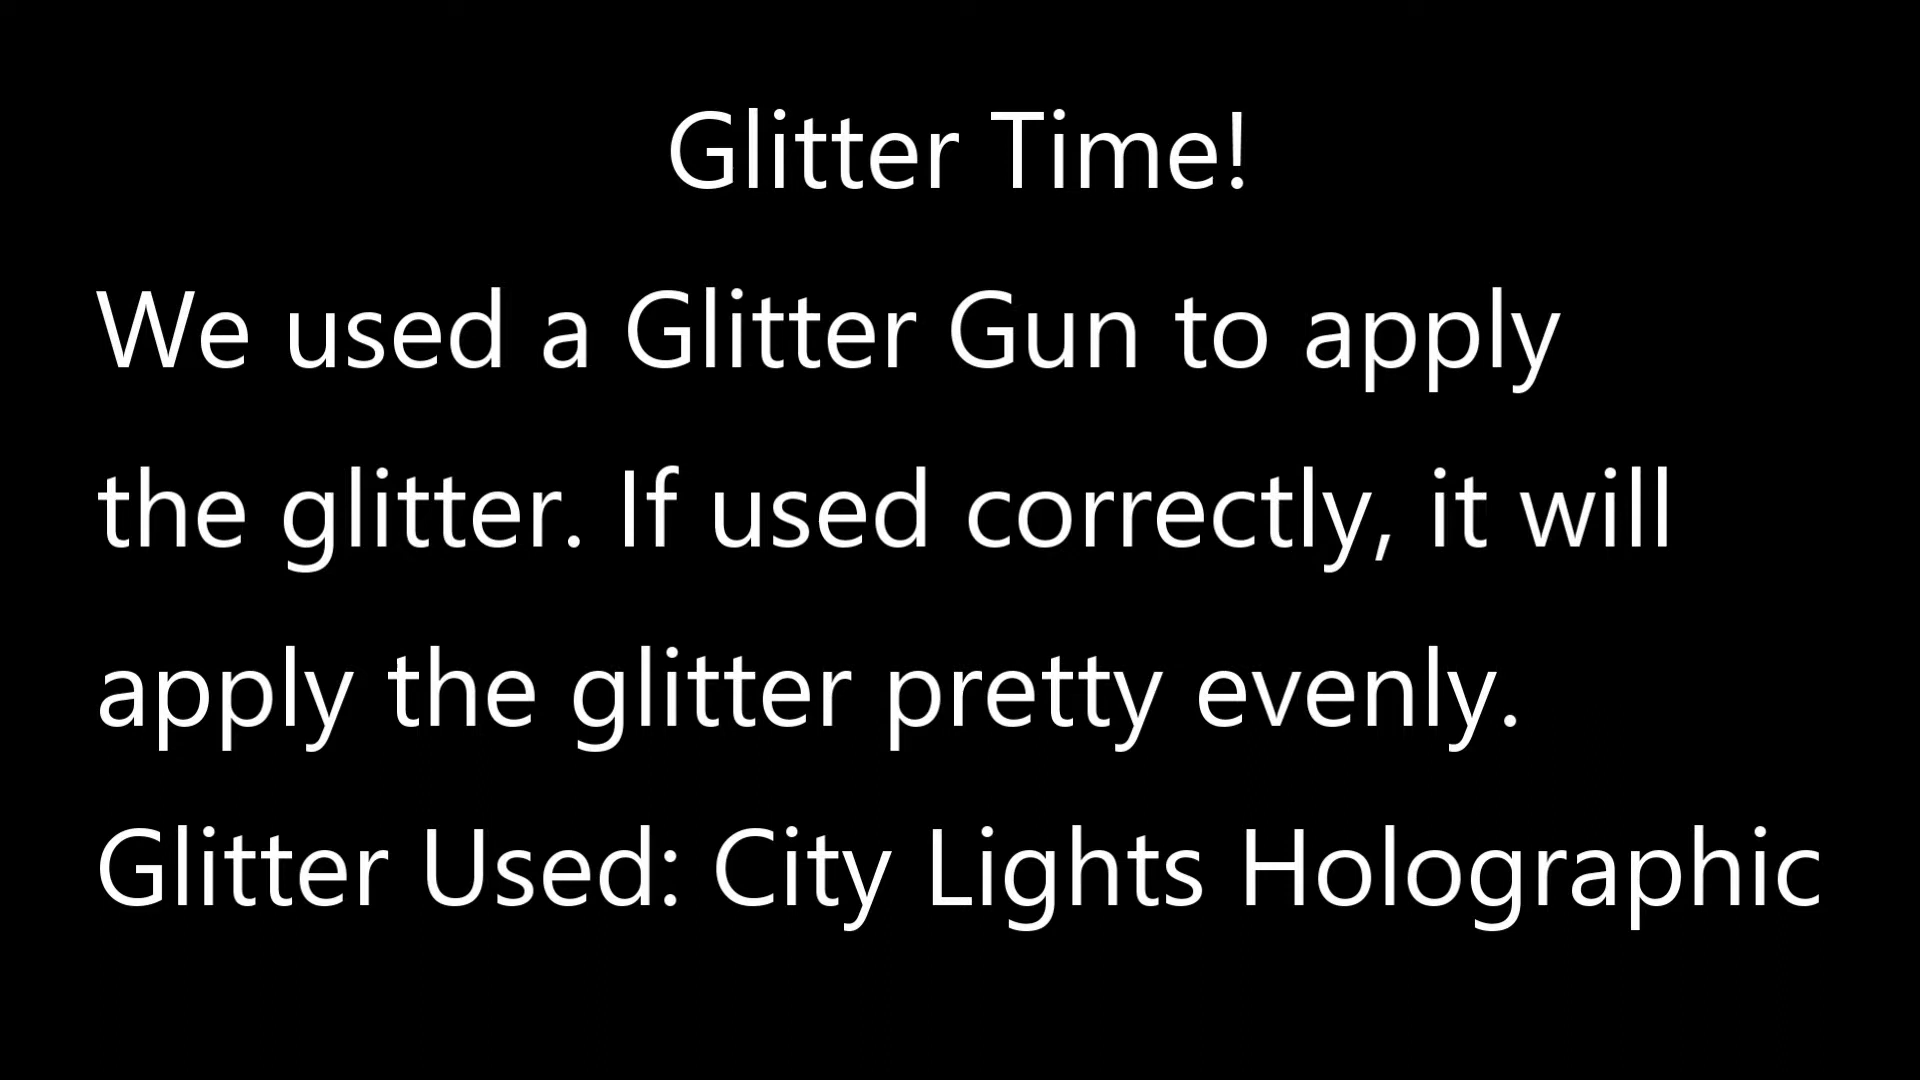 Glitter Time!
We used a Glitter Gun to apply
the glitter. If used correctly, it will
apply the glitter pretty evenly.
Glitter Used: City Lights Holographic